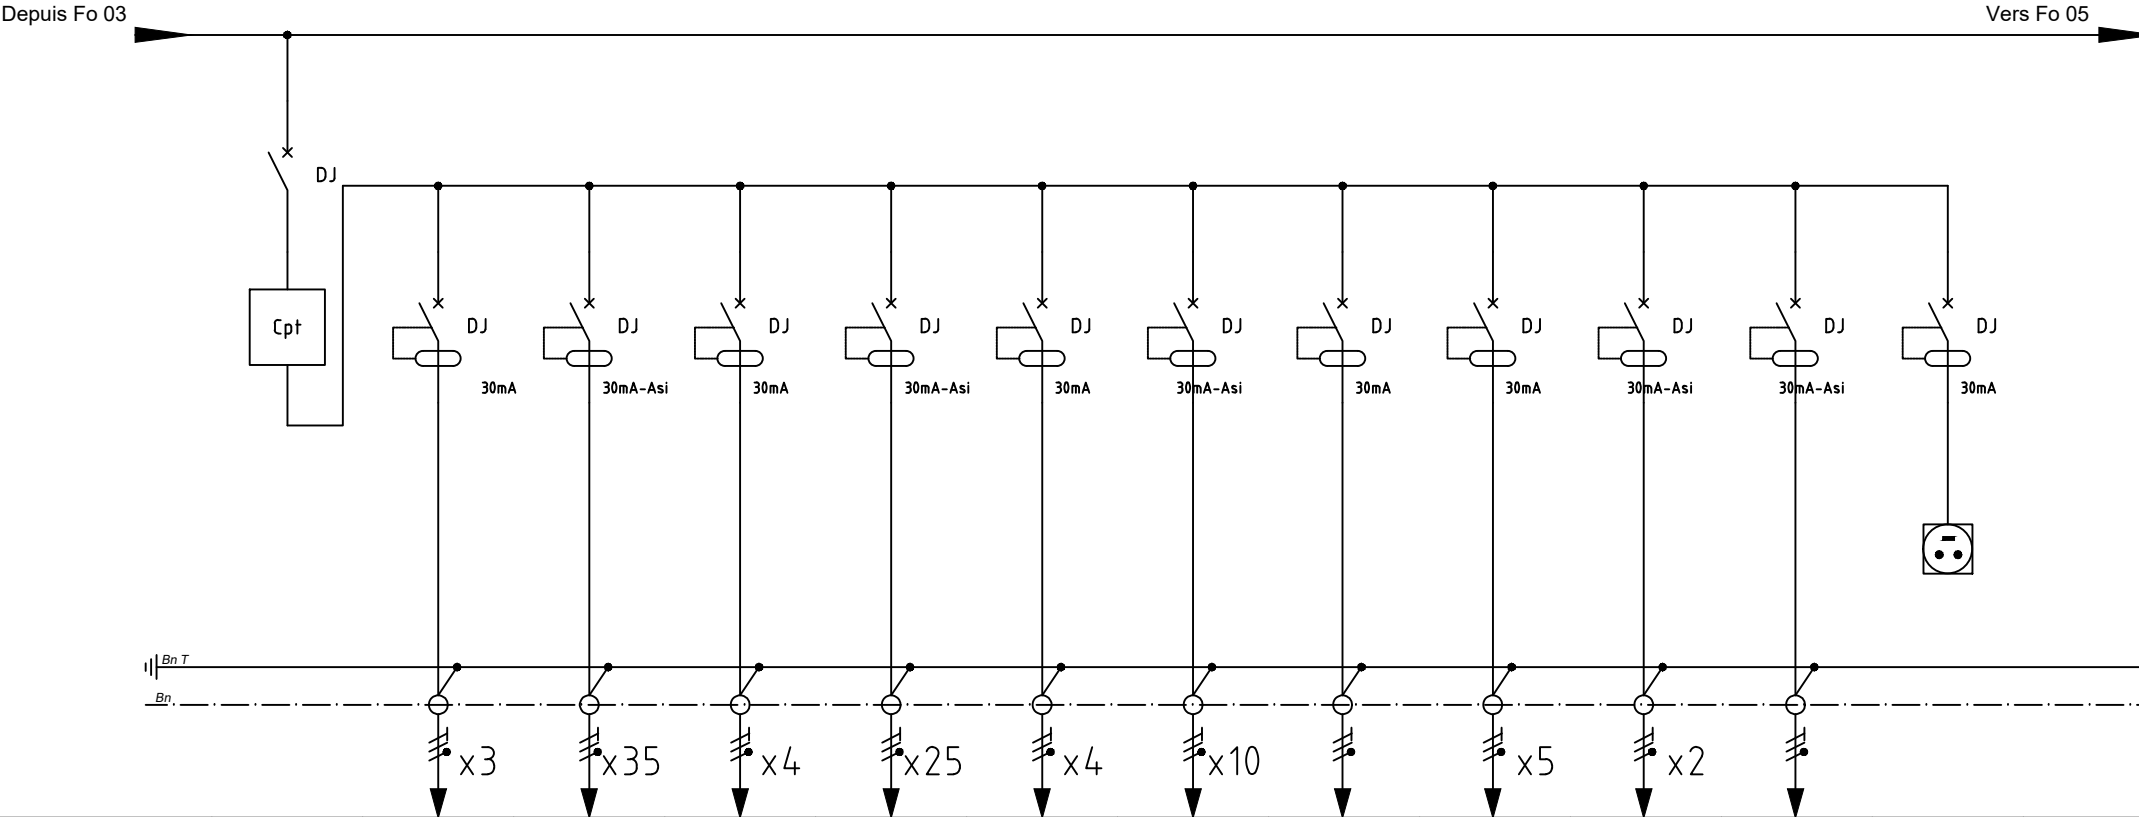 Depuis Fo 03 Vers Fo 05
DJ
Cpt DJ DJ DJ DJ DJ DJ DJ DJ DJ DJ DJ
30mA 30mA-Asi 30mA 30mA-Asi 30mA 30mA-Asi 30mA 30mA 30mA-Asi 30mA-Asi 30mA
Bn T
Bn
x3 x35 x4 x25 x4 x10 x5 x2